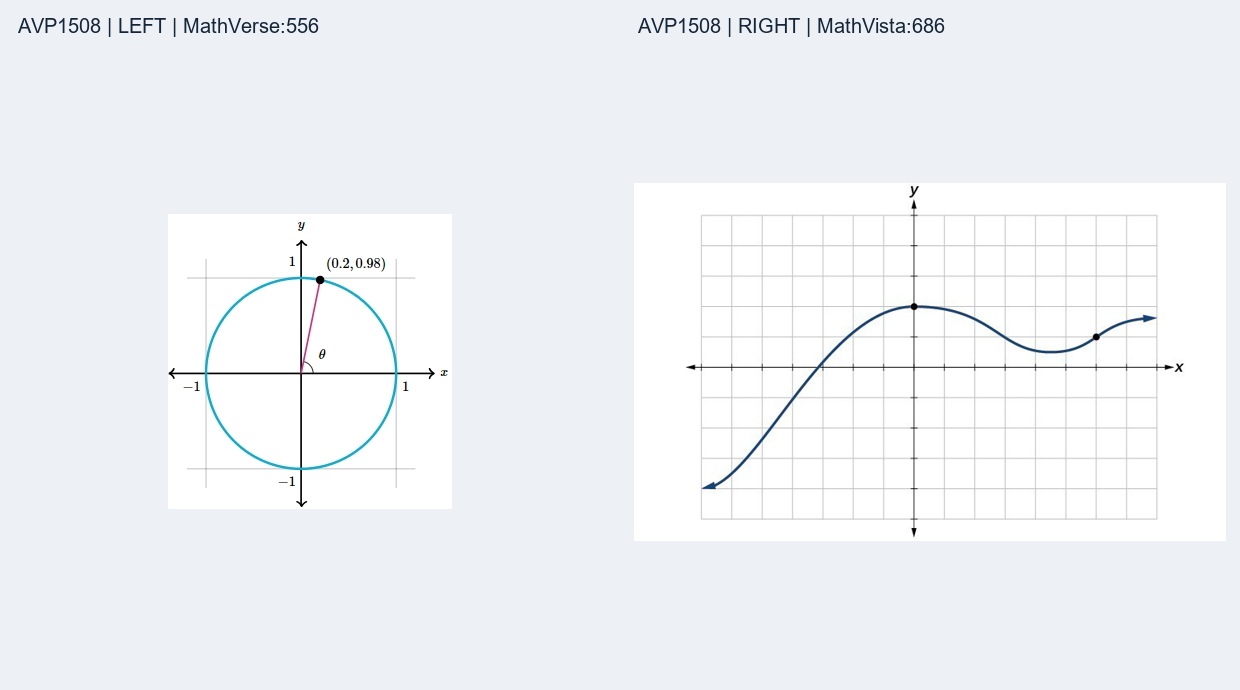 AVP1508 | LEFT | MathVerse:556
AVP1508 | RIGHT | MathVista:686
y
1
(0.2, 0.98)
θ
x
−1
1
−1
y
x